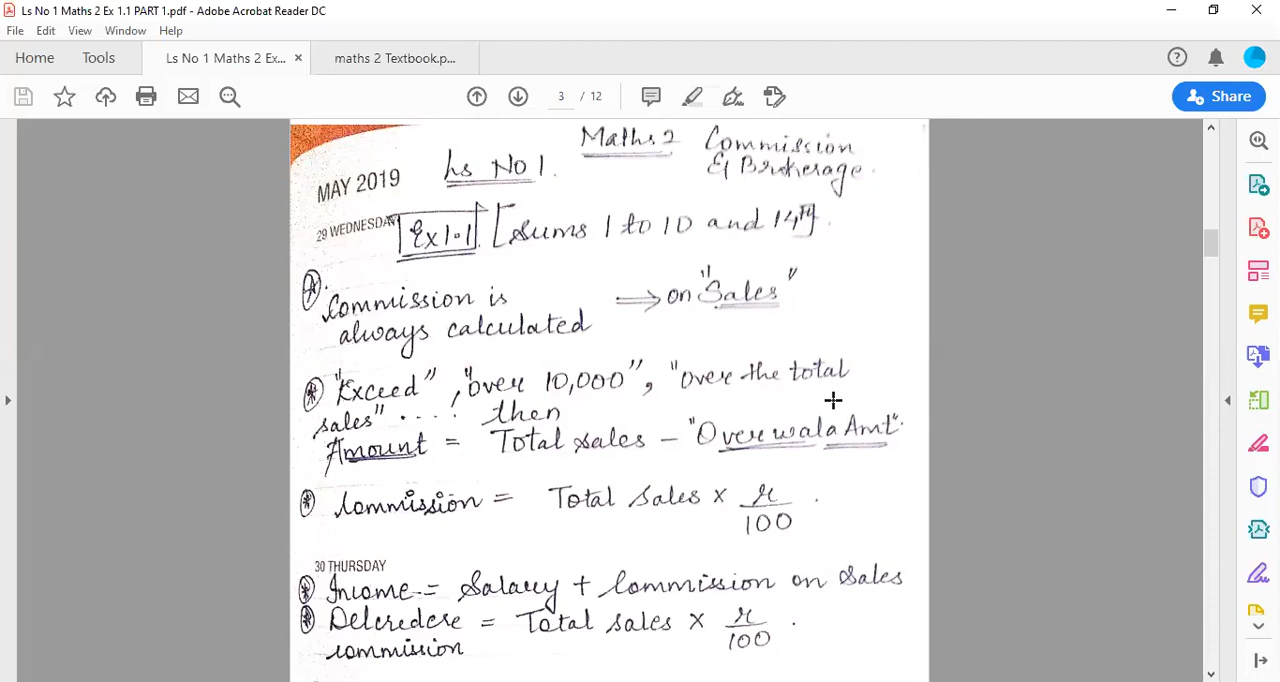 Ls No 1 Maths 2 Ex 1.1 PART 1.pdf - Adobe Acrobat Reader DC
File Edit View Window Help
Home Tools Ls No 1 Maths 2 Ex... × maths 2 Textbook.p...
3 / 12 Share
Maths 2 Commission
& Brokerage.
Ls No 1.
MAY 2019
29 WEDNESDAY
Ex 1.1 [Sums 1 to 10 and 14]
Commission is ⟹ on "Sales"
always calculated
"Exceed", "over 10,000", "over the total
sales" .... then
Amount = Total sales - "Overwala Amt".
Commission = Total sales × r/100.
30 THURSDAY
Income = Salary + Commission on sales
Delcredere = Total sales × r/100.
commission